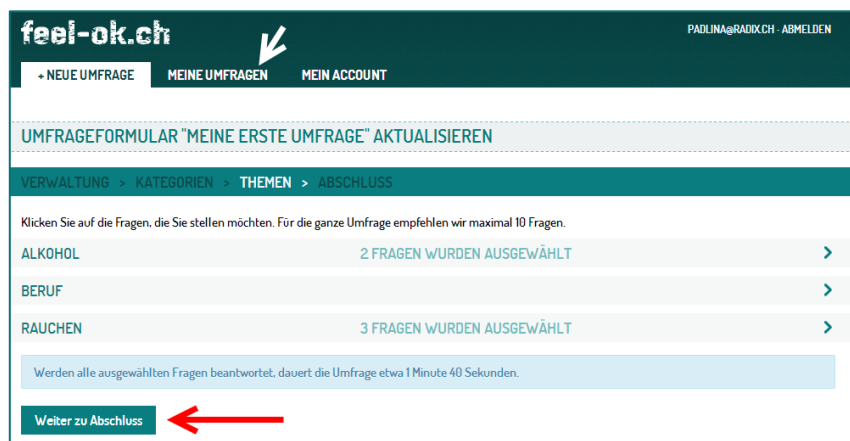 feel-ok.ch
PADLINA@RADIX.CH - ABMELDEN
+ NEUE UMFRAGE MEINE UMFRAGEN MEIN ACCOUNT
UMFRAGEFORMULAR "MEINE ERSTE UMFRAGE" AKTUALISIEREN
VERWALTUNG > KATEGORIEN > THEMEN > ABSCHLUSS
Klicken Sie auf die Fragen, die Sie stellen möchten. Für die ganze Umfrage empfehlen wir maximal 10 Fragen.
ALKOHOL 2 FRAGEN WURDEN AUSGEWÄHLT
BERUF
RAUCHEN 3 FRAGEN WURDEN AUSGEWÄHLT
Werden alle ausgewählten Fragen beantwortet, dauert die Umfrage etwa 1 Minute 40 Sekunden.
Weiter zu Abschluss